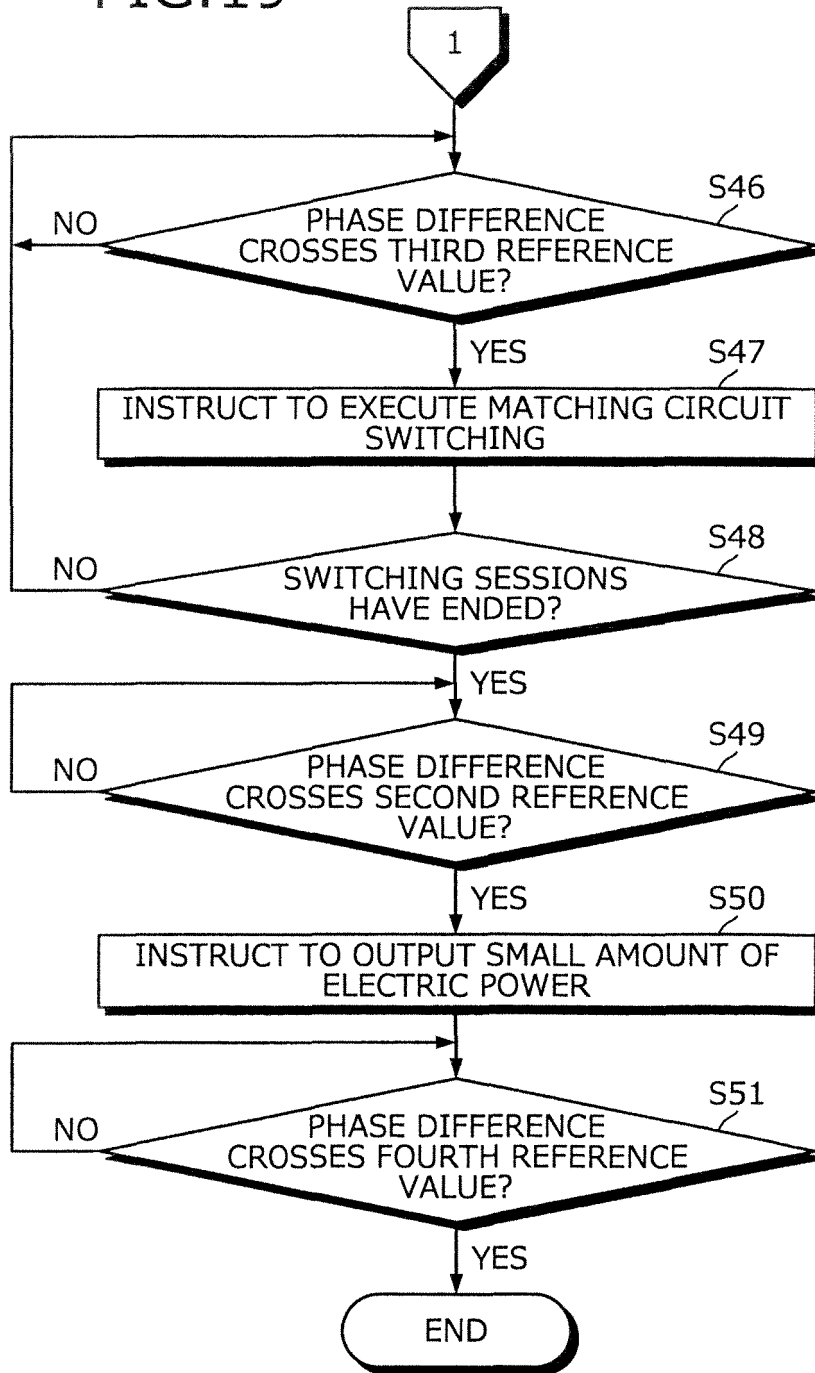 FIG.19
1
S46
NO
PHASE DIFFERENCE
CROSSES THIRD REFERENCE
VALUE?
YES
S47
INSTRUCT TO EXECUTE MATCHING CIRCUIT
SWITCHING
S48
NO
SWITCHING SESSIONS
HAVE ENDED?
YES
S49
NO
PHASE DIFFERENCE
CROSSES SECOND REFERENCE
VALUE?
YES
S50
INSTRUCT TO OUTPUT SMALL AMOUNT OF
ELECTRIC POWER
S51
NO
PHASE DIFFERENCE
CROSSES FOURTH REFERENCE
VALUE?
YES
END